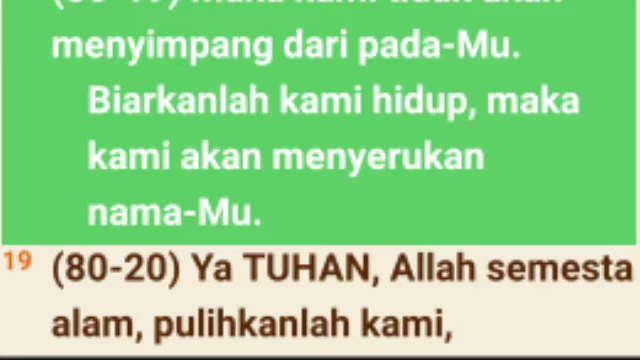 menyimpang dari pada-Mu.
Biarkanlah kami hidup, maka
kami akan menyerukan
nama-Mu.
19 (80-20) Ya TUHAN, Allah semesta
alam, pulihkanlah kami,